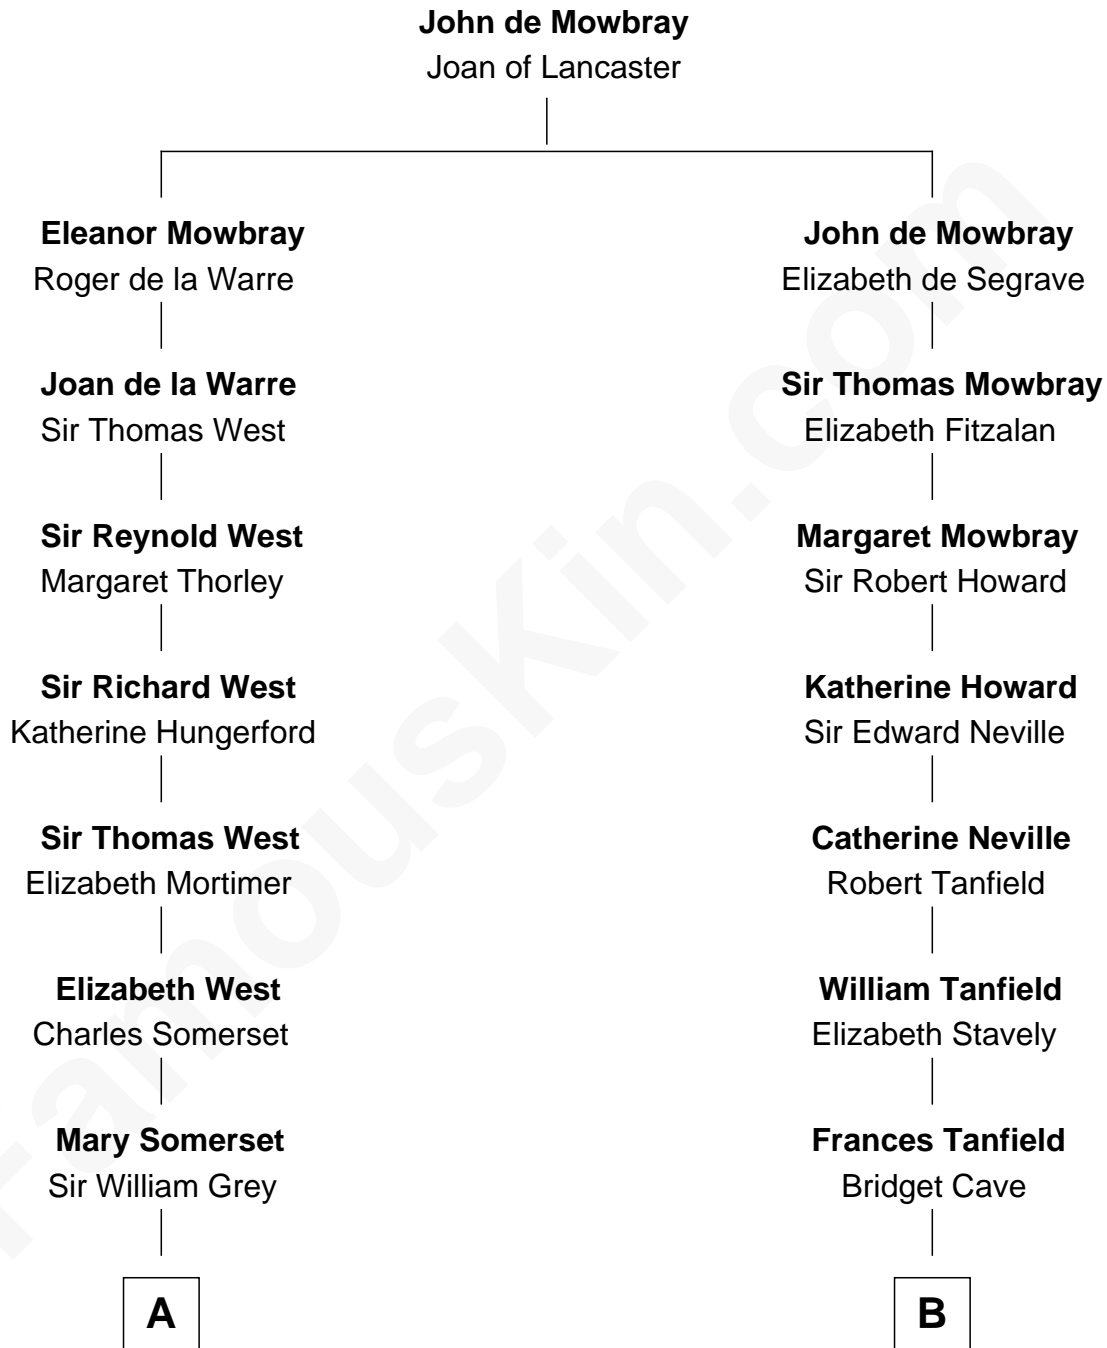 John de Mowbray
Joan of Lancaster
Eleanor Mowbray
Roger de la Warre
John de Mowbray
Elizabeth de Segrave
Joan de la Warre
Sir Thomas West
Sir Thomas Mowbray
Elizabeth Fitzalan
Sir Reynold West
Margaret Thorley
Margaret Mowbray
Sir Robert Howard
Sir Richard West
Katherine Hungerford
Katherine Howard
Sir Edward Neville
Sir Thomas West
Elizabeth Mortimer
Catherine Neville
Robert Tanfield
Elizabeth West
Charles Somerset
William Tanfield
Elizabeth Stavely
Mary Somerset
Sir William Grey
Frances Tanfield
Bridget Cave
A
B
FamousKin.com